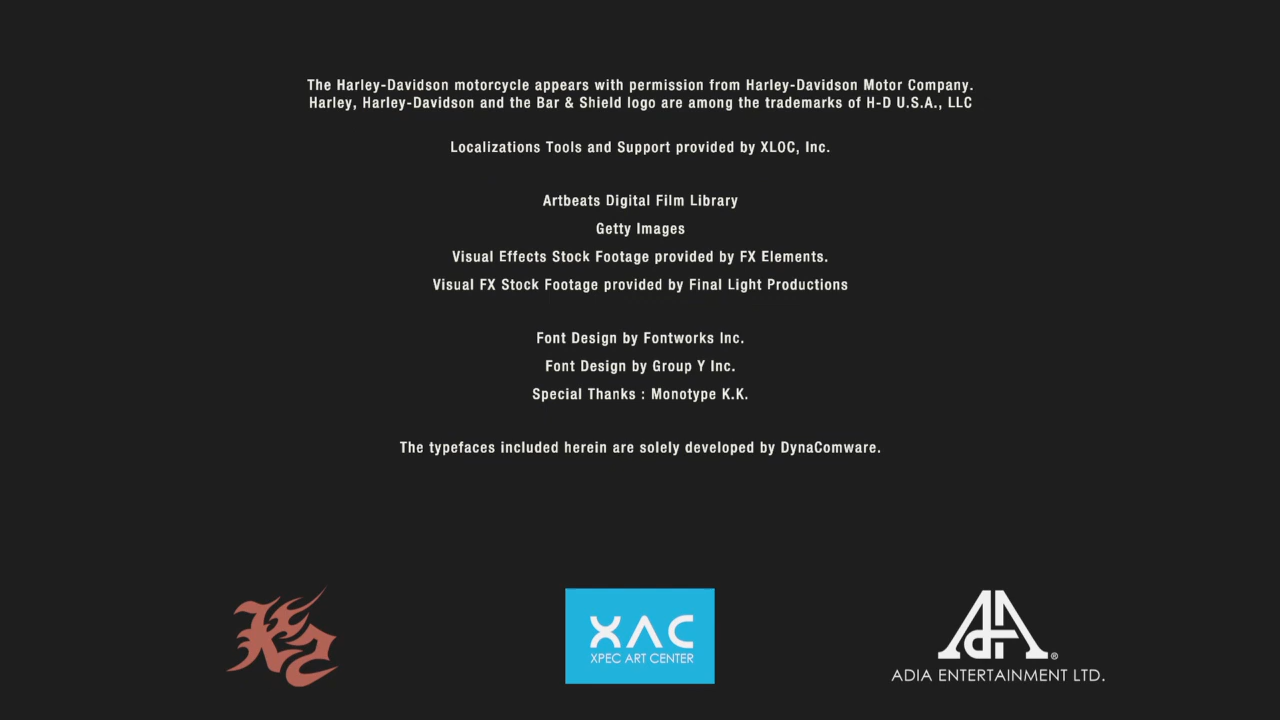 The Harley-Davidson motorcycle appears with permission from Harley-Davidson Motor Company.
Harley, Harley-Davidson and the Bar & Shield logo are among the trademarks of H-D U.S.A., LLC
Localizations Tools and Support provided by XLOC, Inc.
Artbeats Digital Film Library
Getty Images
Visual Effects Stock Footage provided by FX Elements.
Visual FX Stock Footage provided by Final Light Productions
Font Design by Fontworks Inc.
Font Design by Group Y Inc.
Special Thanks : Monotype K.K.
The typefaces included herein are solely developed by DynaComware.
K2
XAC
XPEC ART CENTER
®
ADIA ENTERTAINMENT LTD.